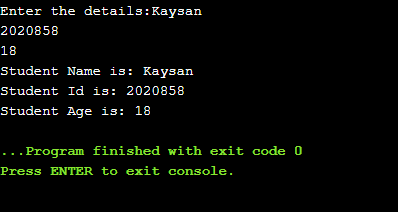 Enter the details:Kaysan
2020858
18
Student Name is: Kaysan
Student Id is: 2020858
Student Age is: 18
...Program finished with exit code 0
Press ENTER to exit console.